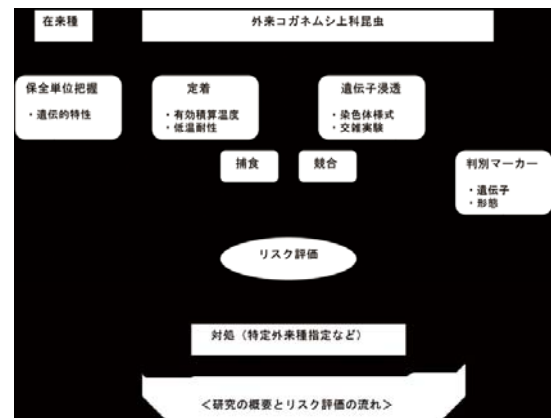 在来種
外来コガネムシ上科昆虫
保全単位把握
・遺伝的特性
定着
・有効積算温度
・低温耐性
遺伝子浸透
・染色体様式
・交雑実験
捕食
競合
判別マーカー
・遺伝子
・形態
リスク評価
対処（特定外来種指定など）
＜研究の概要とリスク評価の流れ＞